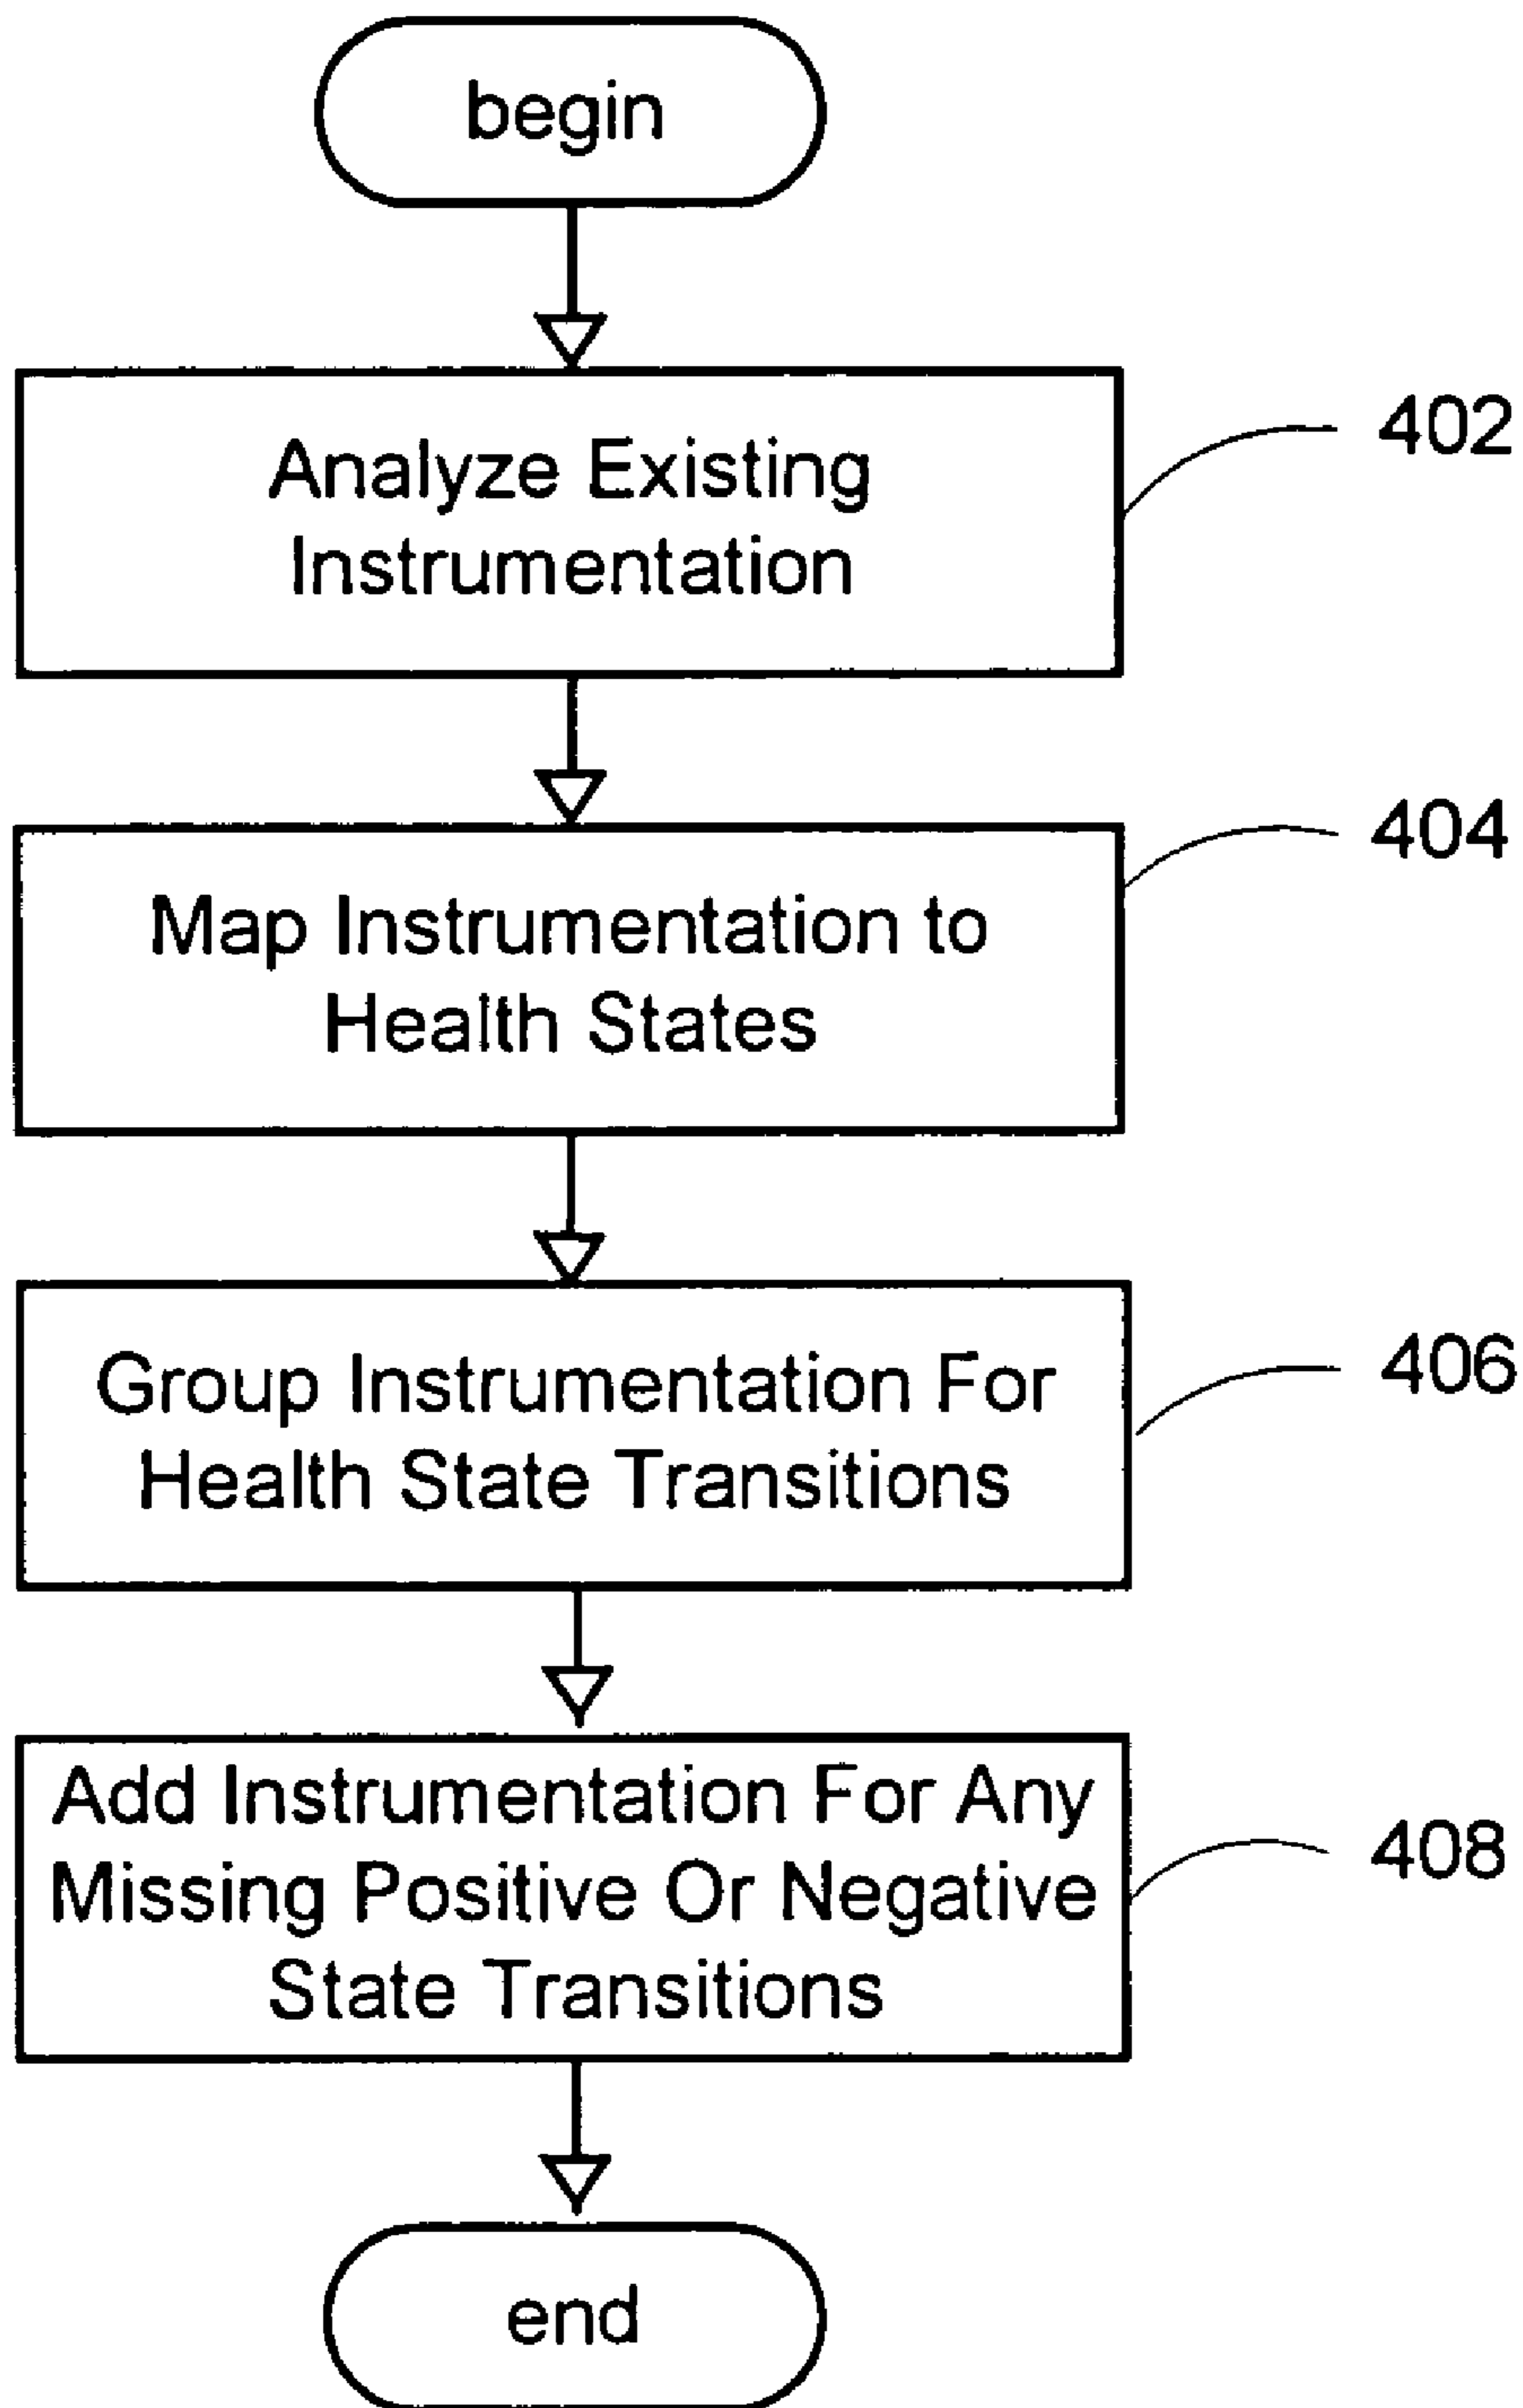 begin
Analyze Existing
Instrumentation
402
Map Instrumentation to
Health States
404
Group Instrumentation For
Health State Transitions
406
Add Instrumentation For Any
Missing Positive Or Negative
State Transitions
408
end